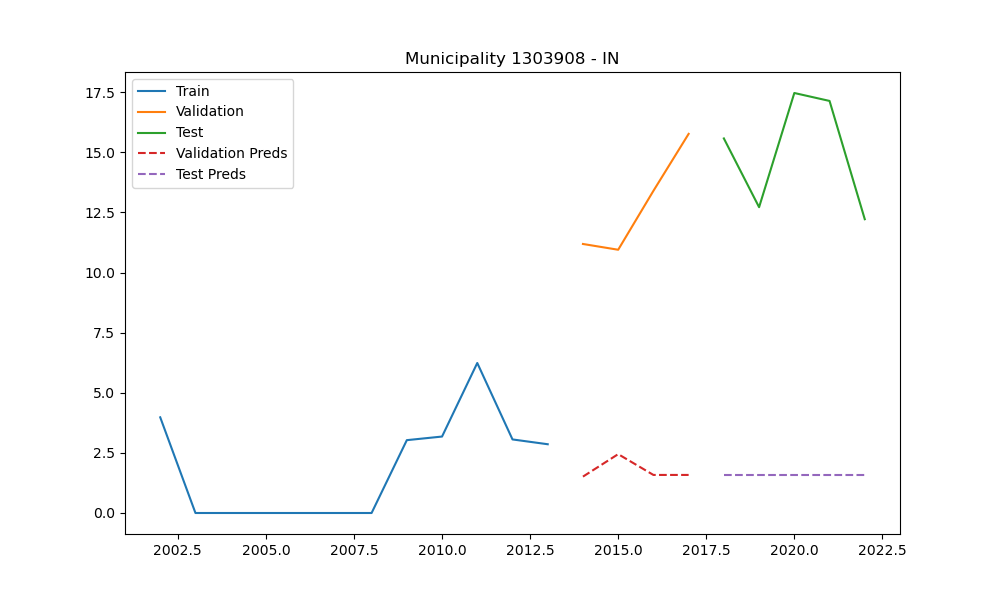 Municipality 1303908 - IN
Train
Validation
Test
Validation Preds
Test Preds
17.5
15.0
12.5
10.0
7.5
5.0
2.5
0.0
2002.5 2005.0 2007.5 2010.0 2012.5 2015.0 2017.5 2020.0 2022.5